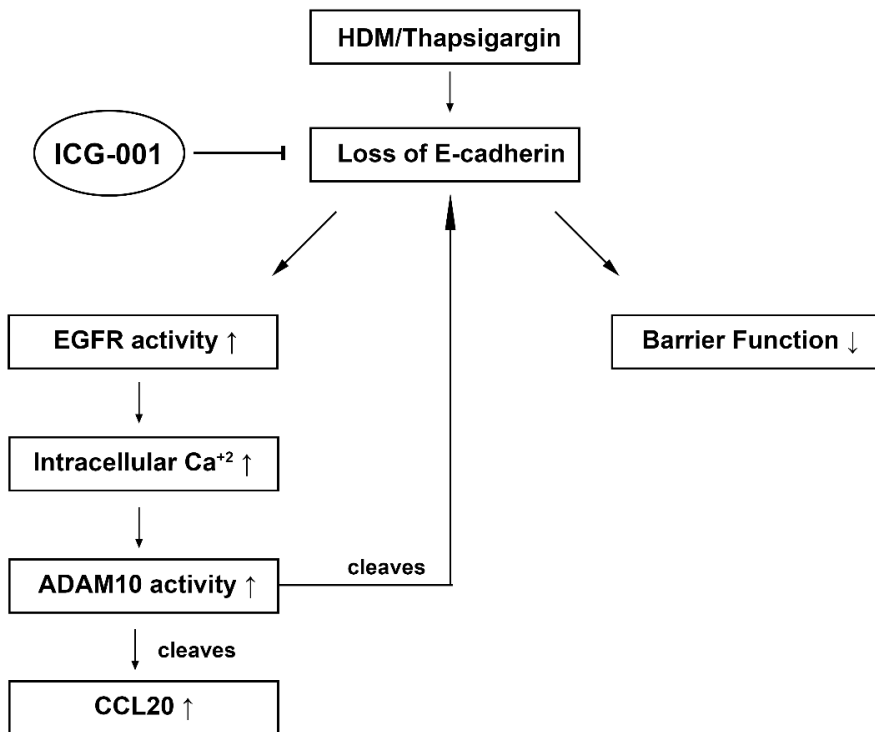 HDM/Thapsigargin
ICG-001
Loss of E-cadherin
EGFR activity ↑
Barrier Function ↓
Intracellular Ca⁺² ↑
ADAM10 activity ↑
cleaves
cleaves
CCL20 ↑